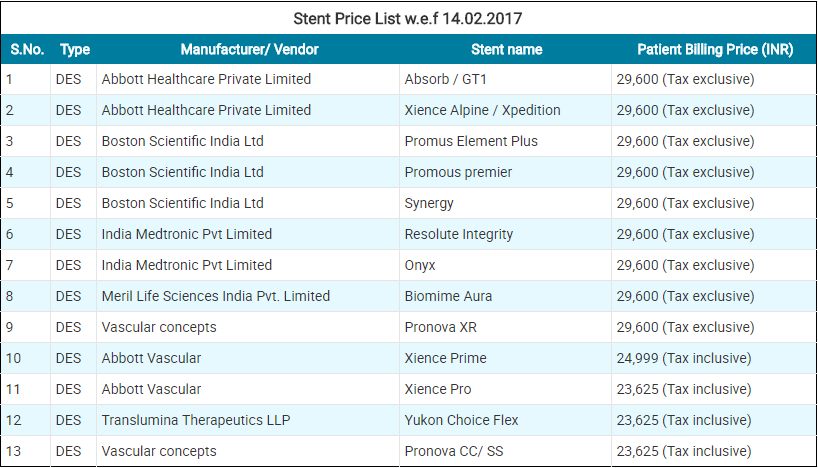 Stent Price List w.e.f 14.02.2017
S.No. Type Manufacturer/ Vendor Stent name Patient Billing Price (INR)
1 DES Abbott Healthcare Private Limited Absorb / GT1 29,600 (Tax exclusive)
2 DES Abbott Healthcare Private Limited Xience Alpine / Xpedition 29,600 (Tax exclusive)
3 DES Boston Scientific India Ltd Promus Element Plus 29,600 (Tax exclusive)
4 DES Boston Scientific India Ltd Promous premier 29,600 (Tax exclusive)
5 DES Boston Scientific India Ltd Synergy 29,600 (Tax exclusive)
6 DES India Medtronic Pvt Limited Resolute Integrity 29,600 (Tax exclusive)
7 DES India Medtronic Pvt Limited Onyx 29,600 (Tax exclusive)
8 DES Meril Life Sciences India Pvt. Limited Biomime Aura 29,600 (Tax exclusive)
9 DES Vascular concepts Pronova XR 29,600 (Tax exclusive)
10 DES Abbott Vascular Xience Prime 24,999 (Tax inclusive)
11 DES Abbott Vascular Xience Pro 23,625 (Tax inclusive)
12 DES Translumina Therapeutics LLP Yukon Choice Flex 23,625 (Tax inclusive)
13 DES Vascular concepts Pronova CC/ SS 23,625 (Tax inclusive)